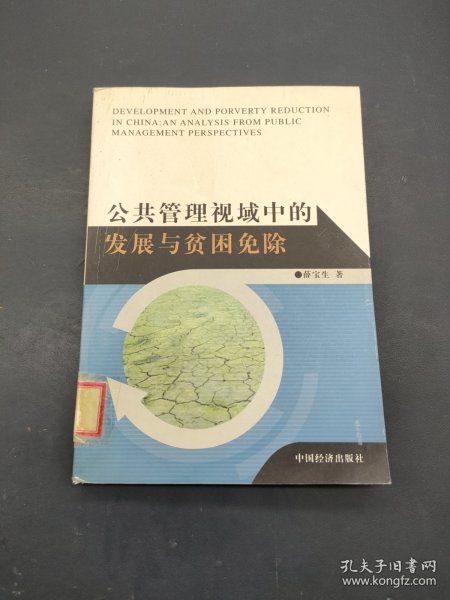 DEVELOPMENT AND PORVERTY REDUCTION
IN CHINA:AN ANALYSIS FROM PUBLIC
MANAGEMENT PERSPECTIVES
公共管理视域中的
发展与贫困免除
●薛宝生 著
中国经济出版社
孔夫子旧书网
www.kongfz.com